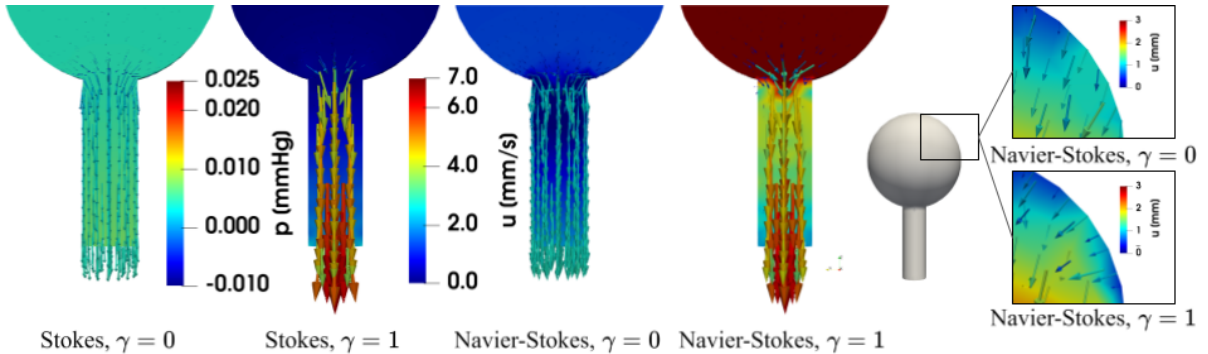 0.025
0.020
0.010
0.000
-0.010
p (mmHg)
7.0
6.0
4.0
2.0
0.0
u (mm/s)
3
2
1
0
u (mm)
Navier-Stokes, γ = 0
3
2
1
0
u (mm)
Navier-Stokes, γ = 1
Stokes, γ = 0
Stokes, γ = 1
Navier-Stokes, γ = 0
Navier-Stokes, γ = 1